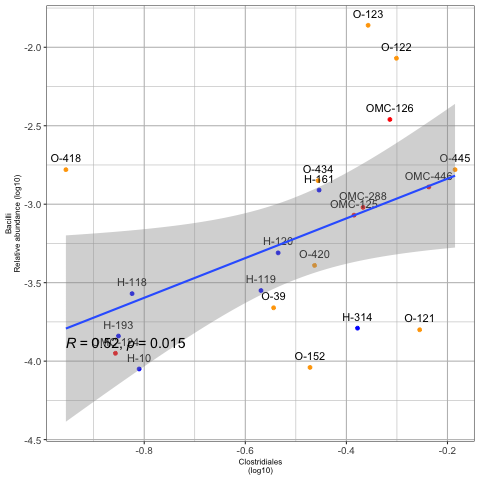 O-123
-2.0
O-122
OMC-126
-2.5
O-418
O-445
O-434
OMC-446
H-161
OMC-288
-3.0
OMC-125
H-120
O-420
-3.5
H-118
H-119
O-39
H-193
H-314
O-121
R = 0.52, p = 0.015
H-10
O-152
-4.0
-4.5
-0.8
-0.6
-0.4
-0.2
Clostridiales
(log10)
Bacilli
Relative abundance (log10)